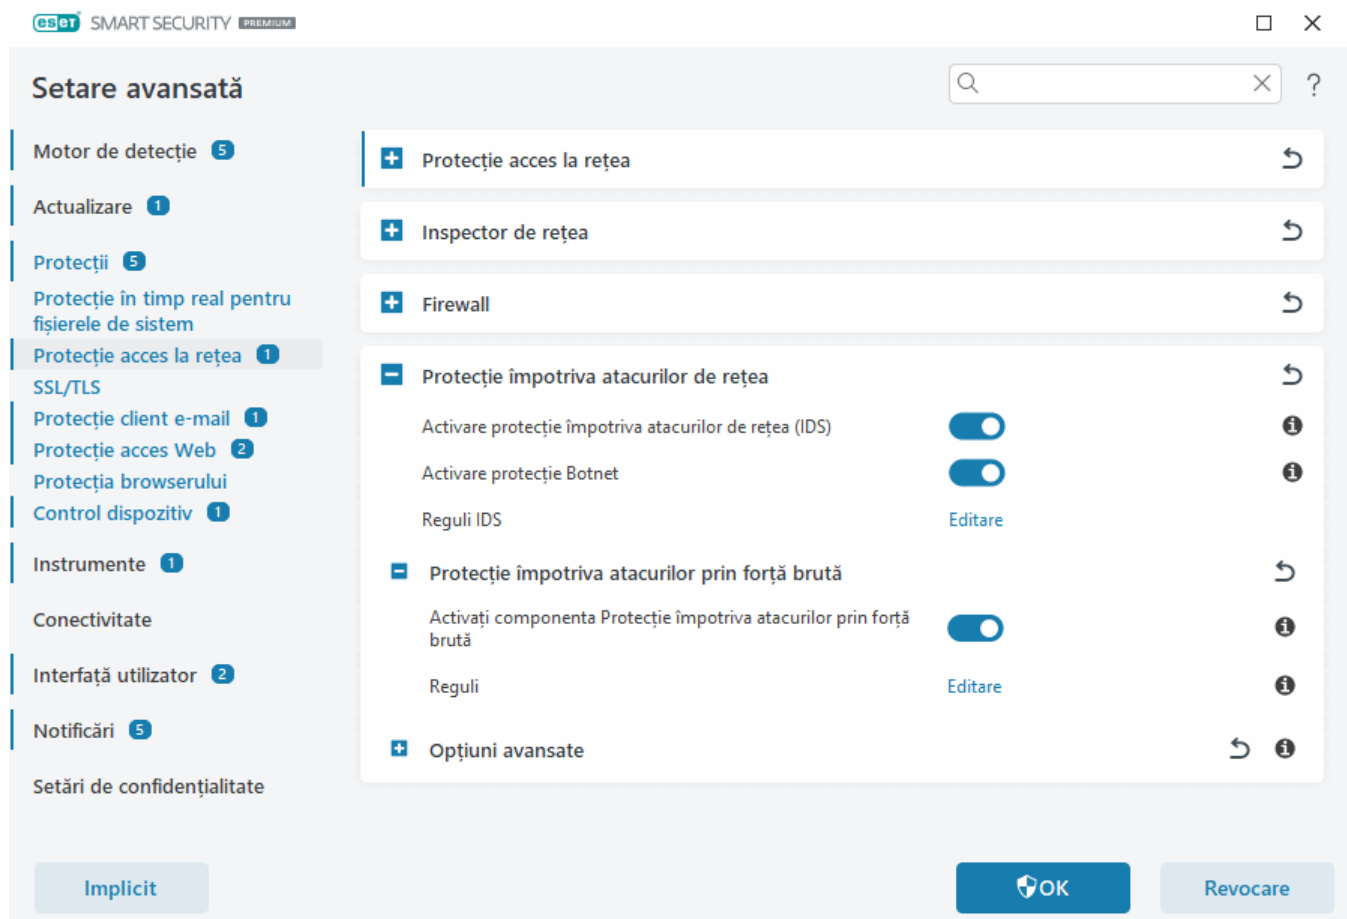 eset SMART SECURITY PREMIUM
Setare avansată
?
Motor de detecție 5
Actualizare 1
Protecții 5
Protecție în timp real pentru
fișierele de sistem
Protecție acces la rețea 1
SSL/TLS
Protecție client e-mail 1
Protecție acces Web 2
Protecția browserului
Control dispozitiv 1
Instrumente 1
Conectivitate
Interfață utilizator 2
Notificări 5
Setări de confidențialitate
Protecție acces la rețea
Inspector de rețea
Firewall
Protecție împotriva atacurilor de rețea
Activare protecție împotriva atacurilor de rețea (IDS)
Activare protecție Botnet
Reguli IDS Editare
Protecție împotriva atacurilor prin forță brută
Activați componenta Protecție împotriva atacurilor prin forță
brută
Reguli Editare
Opțiuni avansate
Implicit
OK
Revocare